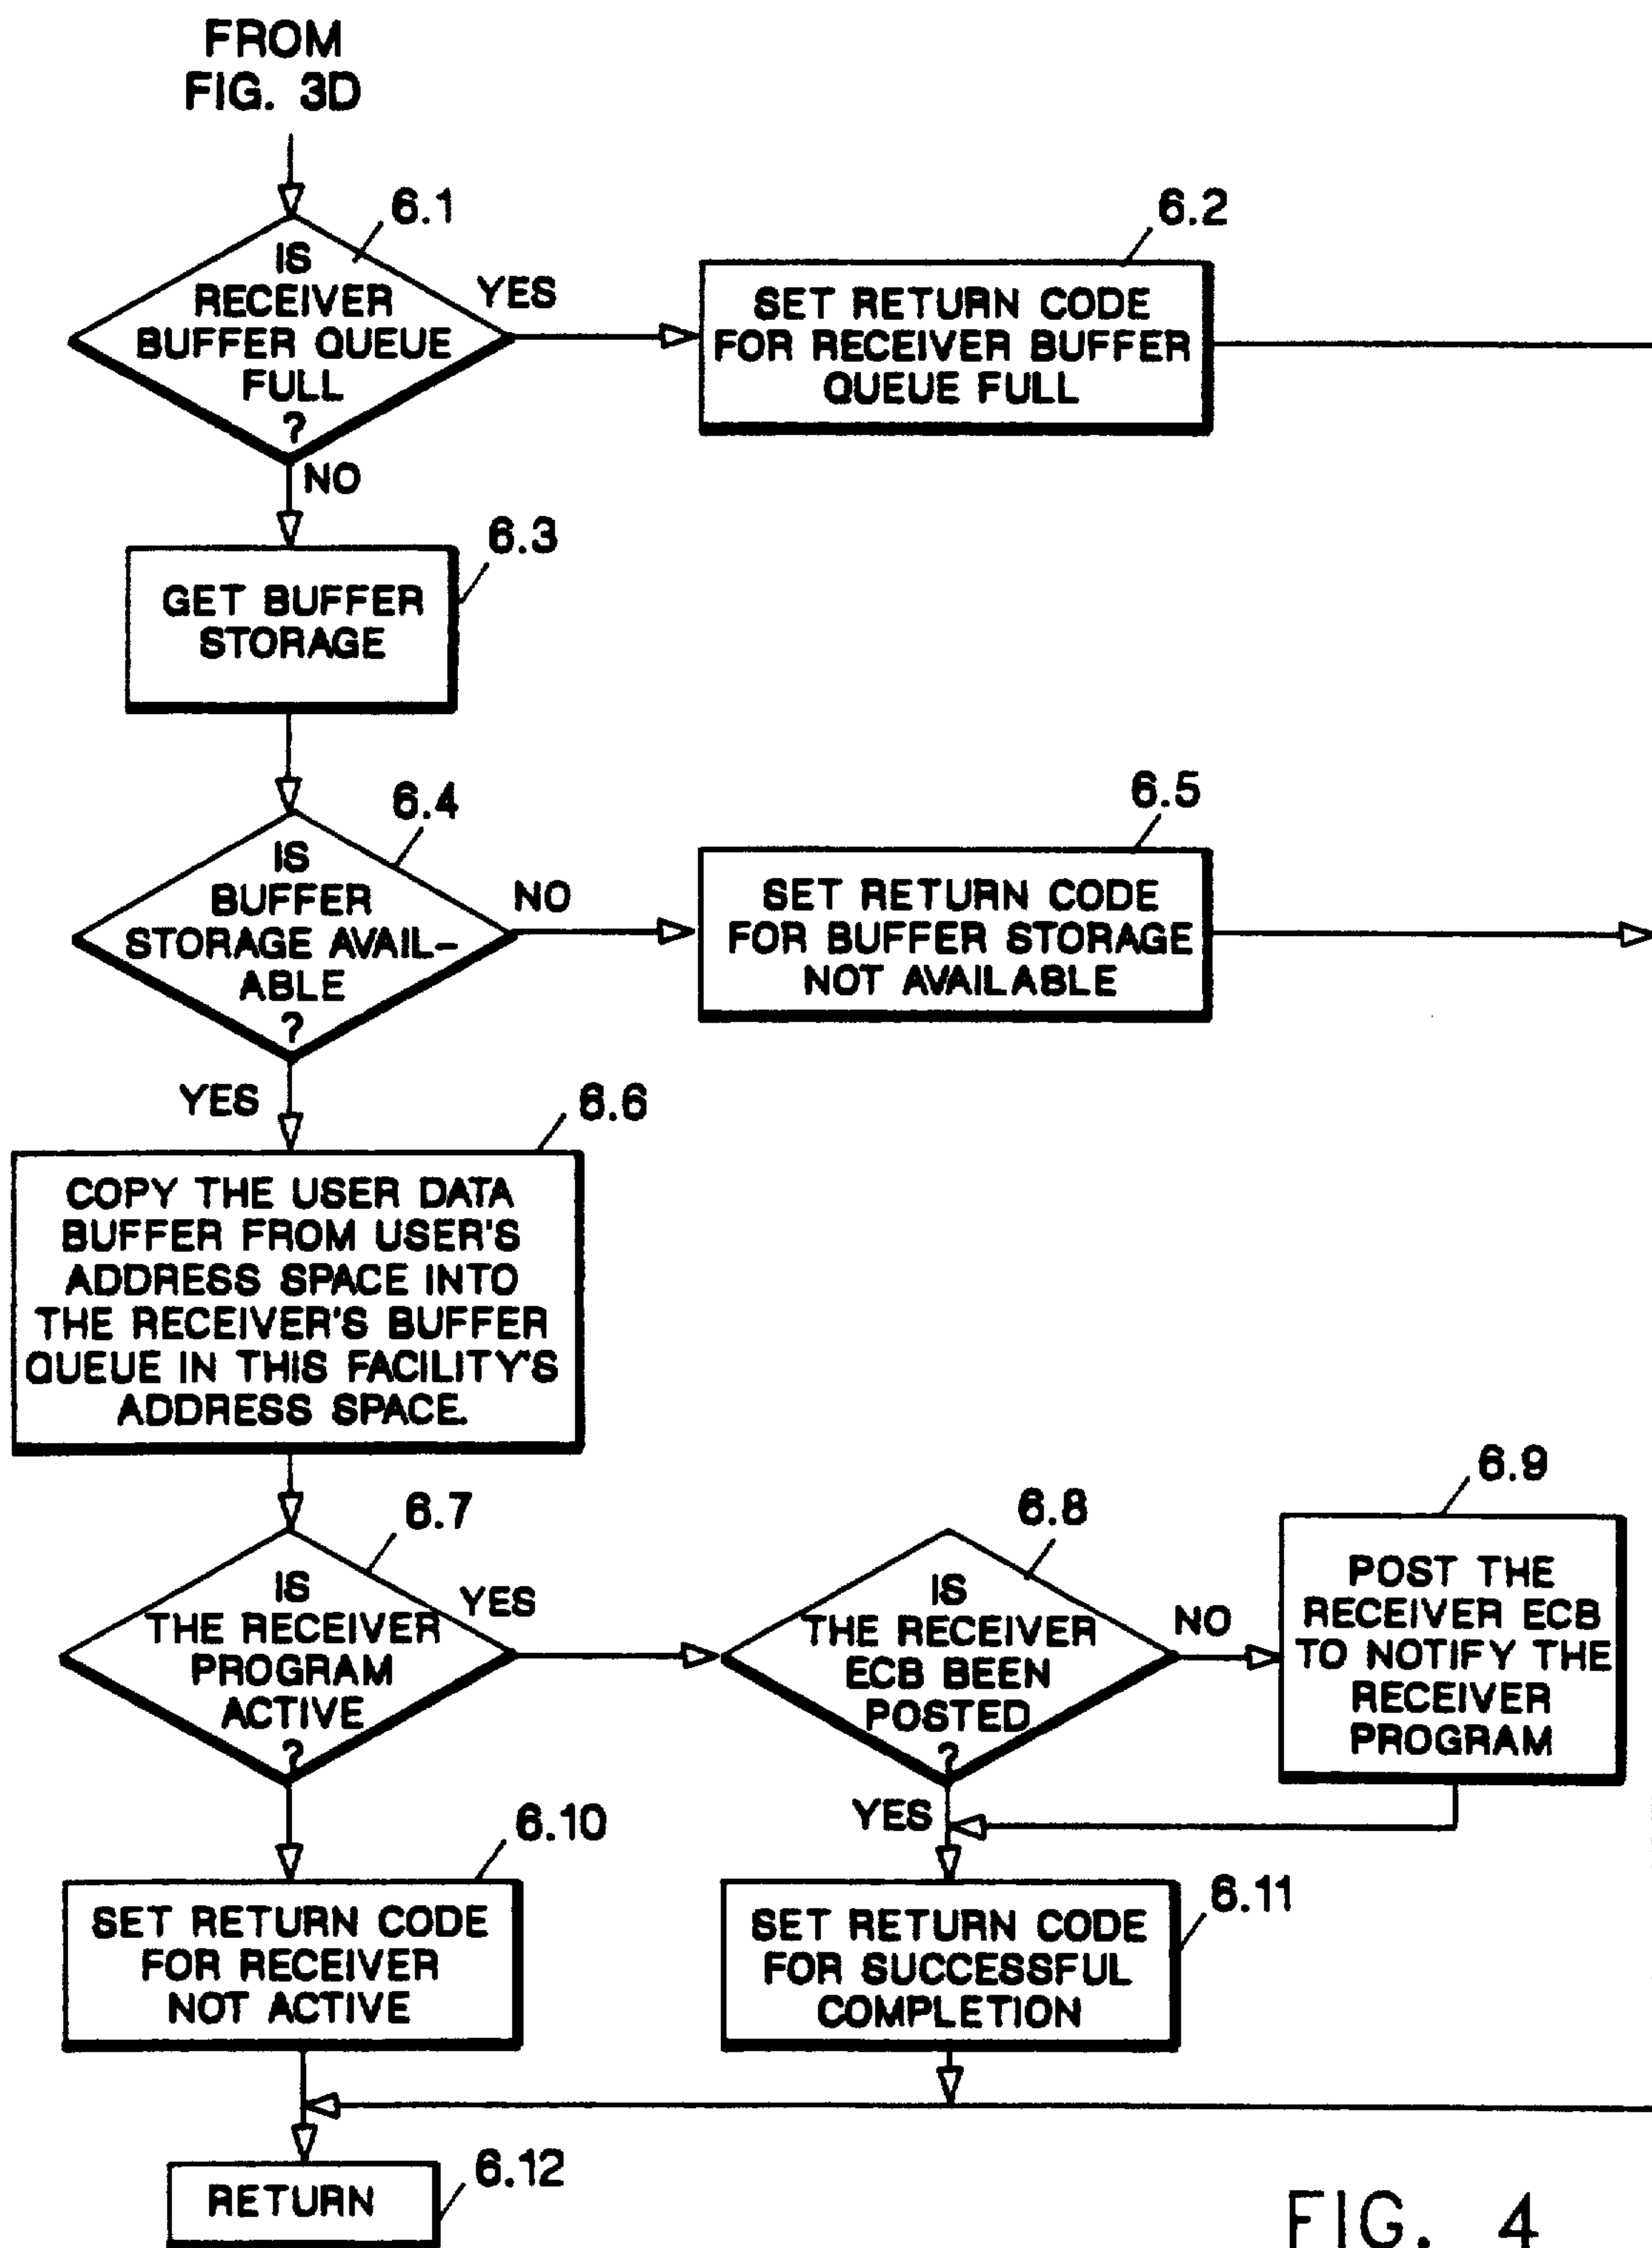 FROM
FIG. 3D
6.1
IS
RECEIVER
BUFFER QUEUE
FULL
?
YES
6.2
SET RETURN CODE
FOR RECEIVER BUFFER
QUEUE FULL
NO
6.3
GET BUFFER
STORAGE
6.4
IS
BUFFER
STORAGE AVAIL-
ABLE
?
NO
6.5
SET RETURN CODE
FOR BUFFER STORAGE
NOT AVAILABLE
YES
6.6
COPY THE USER DATA
BUFFER FROM USER'S
ADDRESS SPACE INTO
THE RECEIVER'S BUFFER
QUEUE IN THIS FACILITY'S
ADDRESS SPACE.
6.7
IS
THE RECEIVER
PROGRAM
ACTIVE
?
YES
6.8
IS
THE RECEIVER
ECB BEEN
POSTED
?
NO
6.9
POST THE
RECEIVER ECB
TO NOTIFY THE
RECEIVER
PROGRAM
YES
6.10
SET RETURN CODE
FOR RECEIVER
NOT ACTIVE
6.11
SET RETURN CODE
FOR SUCCESSFUL
COMPLETION
6.12
RETURN
FIG. 4